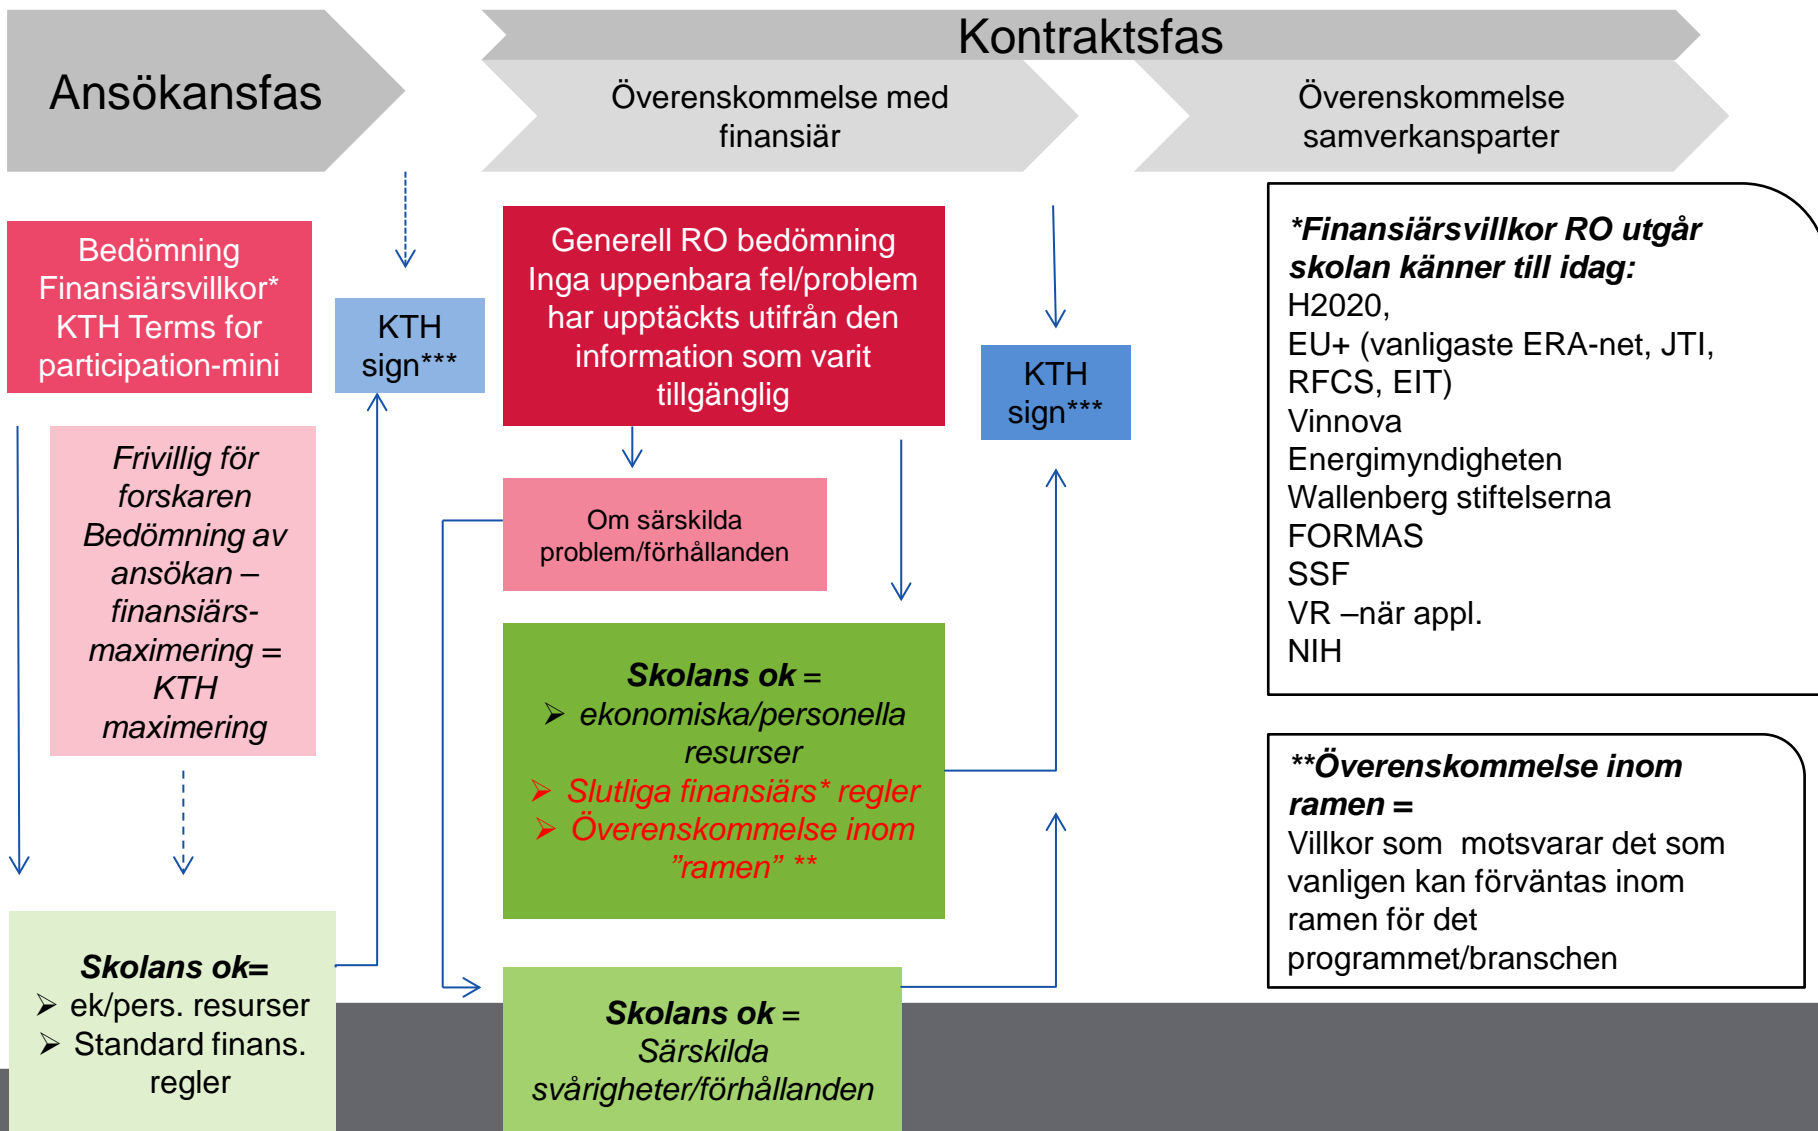 Ansökansfas
Kontraktsfas
Överenskommelse med
finansiär
Överenskommelse
samverkansparter
Bedömning
Finansiärsvillkor*
KTH Terms for
participation-mini
Frivillig för
forskaren
Bedömning av
ansökan –
finansiärs-
maximering =
KTH
maximering
Skolans ok=
➢ ek/pers. resurser
➢ Standard finans.
regler
KTH
sign***
Generell RO bedömning
Inga uppenbara fel/problem
har upptäckts utifrån den
information som varit
tillgänglig
Om särskilda
problem/förhållanden
Skolans ok =
➢ ekonomiska/personella
resurser
➢ Slutliga finansiärs* regler
➢ Överenskommelse inom
”ramen” **
Skolans ok =
Särskilda
svårigheter/förhållanden
KTH
sign***
*Finansiärsvillkor RO utgår
skolan känner till idag:
H2020,
EU+ (vanligaste ERA-net, JTI,
RFCS, EIT)
Vinnova
Energimyndigheten
Wallenberg stiftelserna
FORMAS
SSF
VR –när appl.
NIH
**Överenskommelse inom
ramen =
Villkor som  motsvarar det som
vanligen kan förväntas inom
ramen för det
programmet/branschen